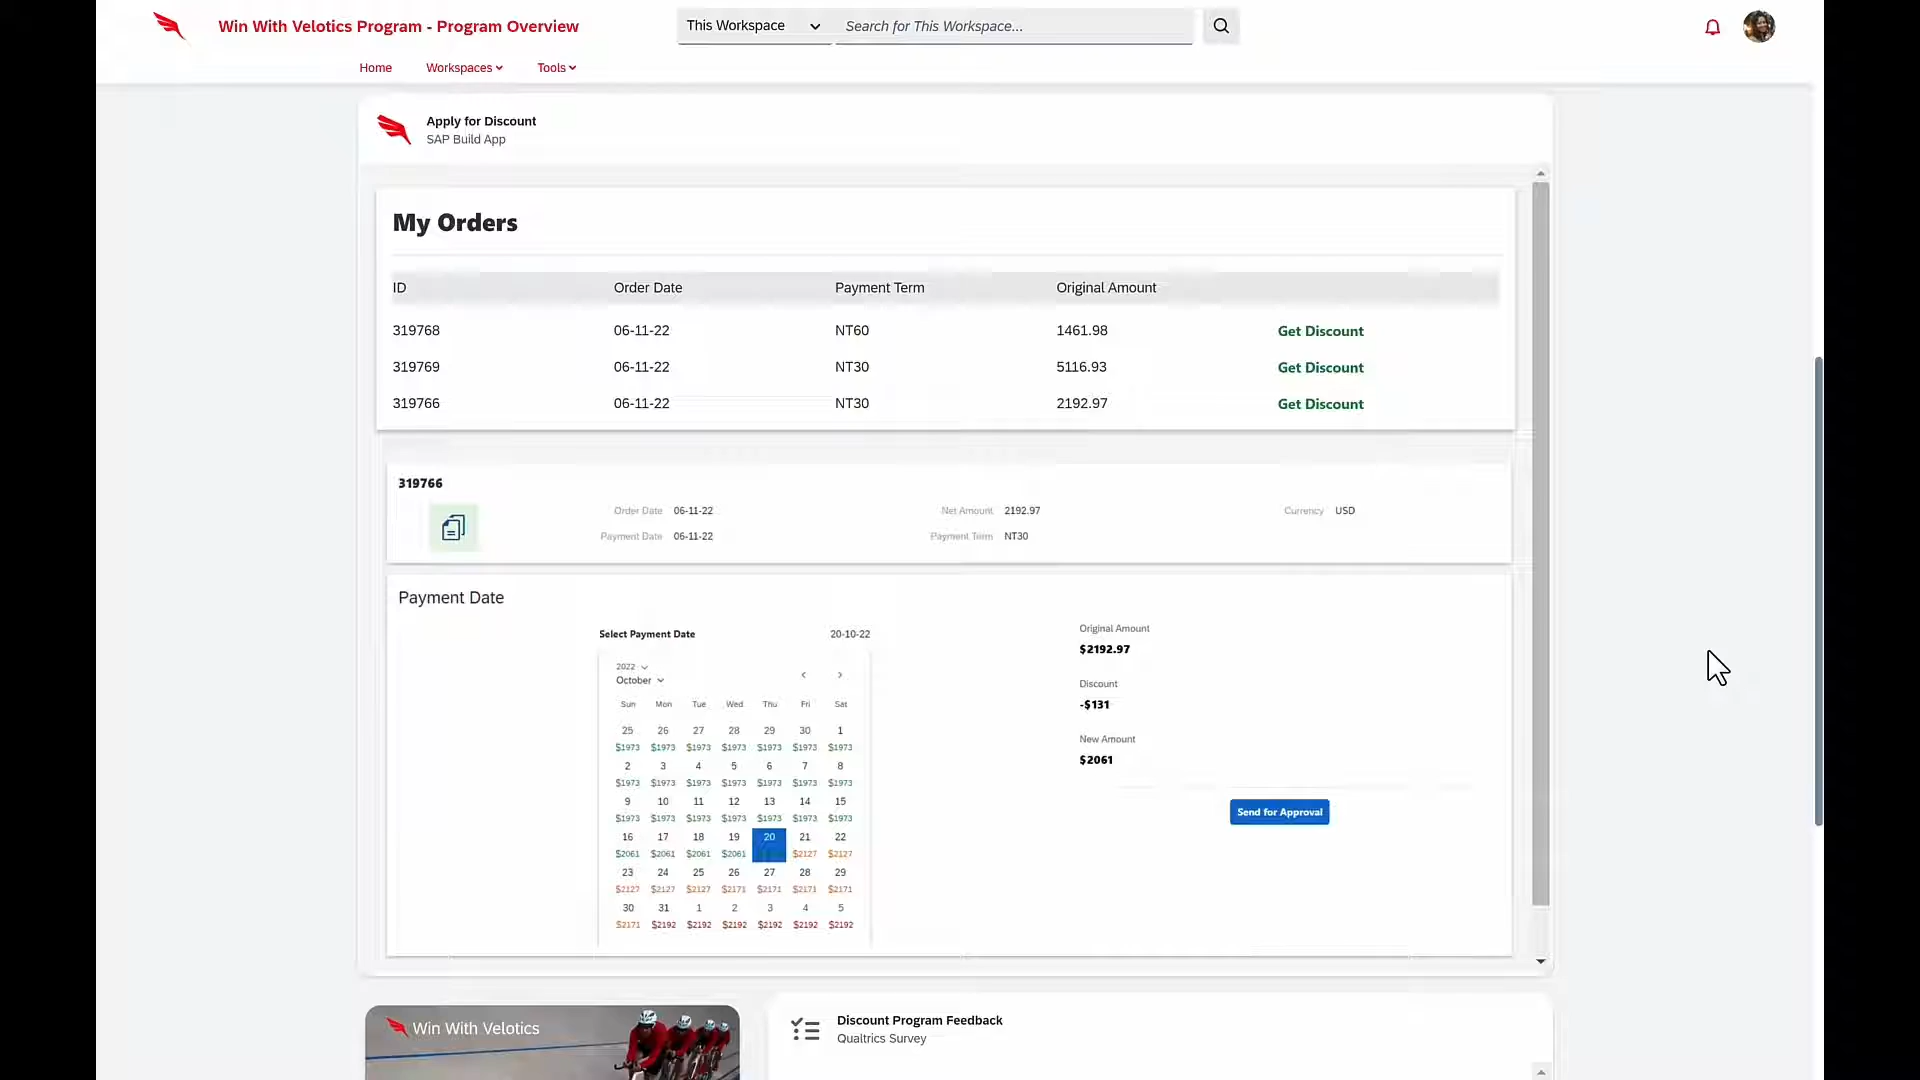 Win With Velotics Program - Program Overview
This Workspace
Search for This Workspace...
Home
Workspaces
Tools
Apply for Discount
SAP Build App
My Orders
ID Order Date Payment Term Original Amount
319768 06-11-22 NT60 1461.98 Get Discount
319769 06-11-22 NT30 5116.93 Get Discount
319766 06-11-22 NT30 2192.97 Get Discount
319766
Order Date 06-11-22 Net Amount 2192.97 Currency USD
Payment Date 06-11-22 Payment Term NT30
Payment Date
Select Payment Date 20-10-22
2022
October
Sun Mon Tue Wed Thu Fri Sat
25 26 27 28 29 30 1
$1973 $1973 $1973 $1973 $1973 $1973 $1973
2 3 4 5 6 7 8
$1973 $1973 $1973 $1973 $1973 $1973 $1973
9 10 11 12 13 14 15
$1973 $1973 $1973 $1973 $1973 $1973 $1973
16 17 18 19 20 21 22
$2061 $2061 $2061 $2061 $2127 $2127
23 24 25 26 27 28 29
$2127 $2127 $2127 $2171 $2171 $2171 $2171
30 31 1 2 3 4 5
$2171 $2192 $2192 $2192 $2192 $2192 $2192
Original Amount
$2192.97
Discount
-$131
New Amount
$2061
Send for Approval
Win With Velotics
Discount Program Feedback
Qualtrics Survey